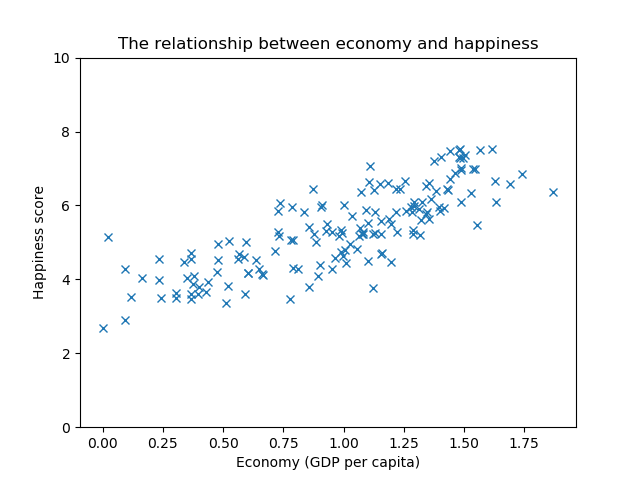 The relationship between economy and happiness
10
8
6
4
2
0
Happiness score
0.00 0.25 0.50 0.75 1.00 1.25 1.50 1.75
Economy (GDP per capita)